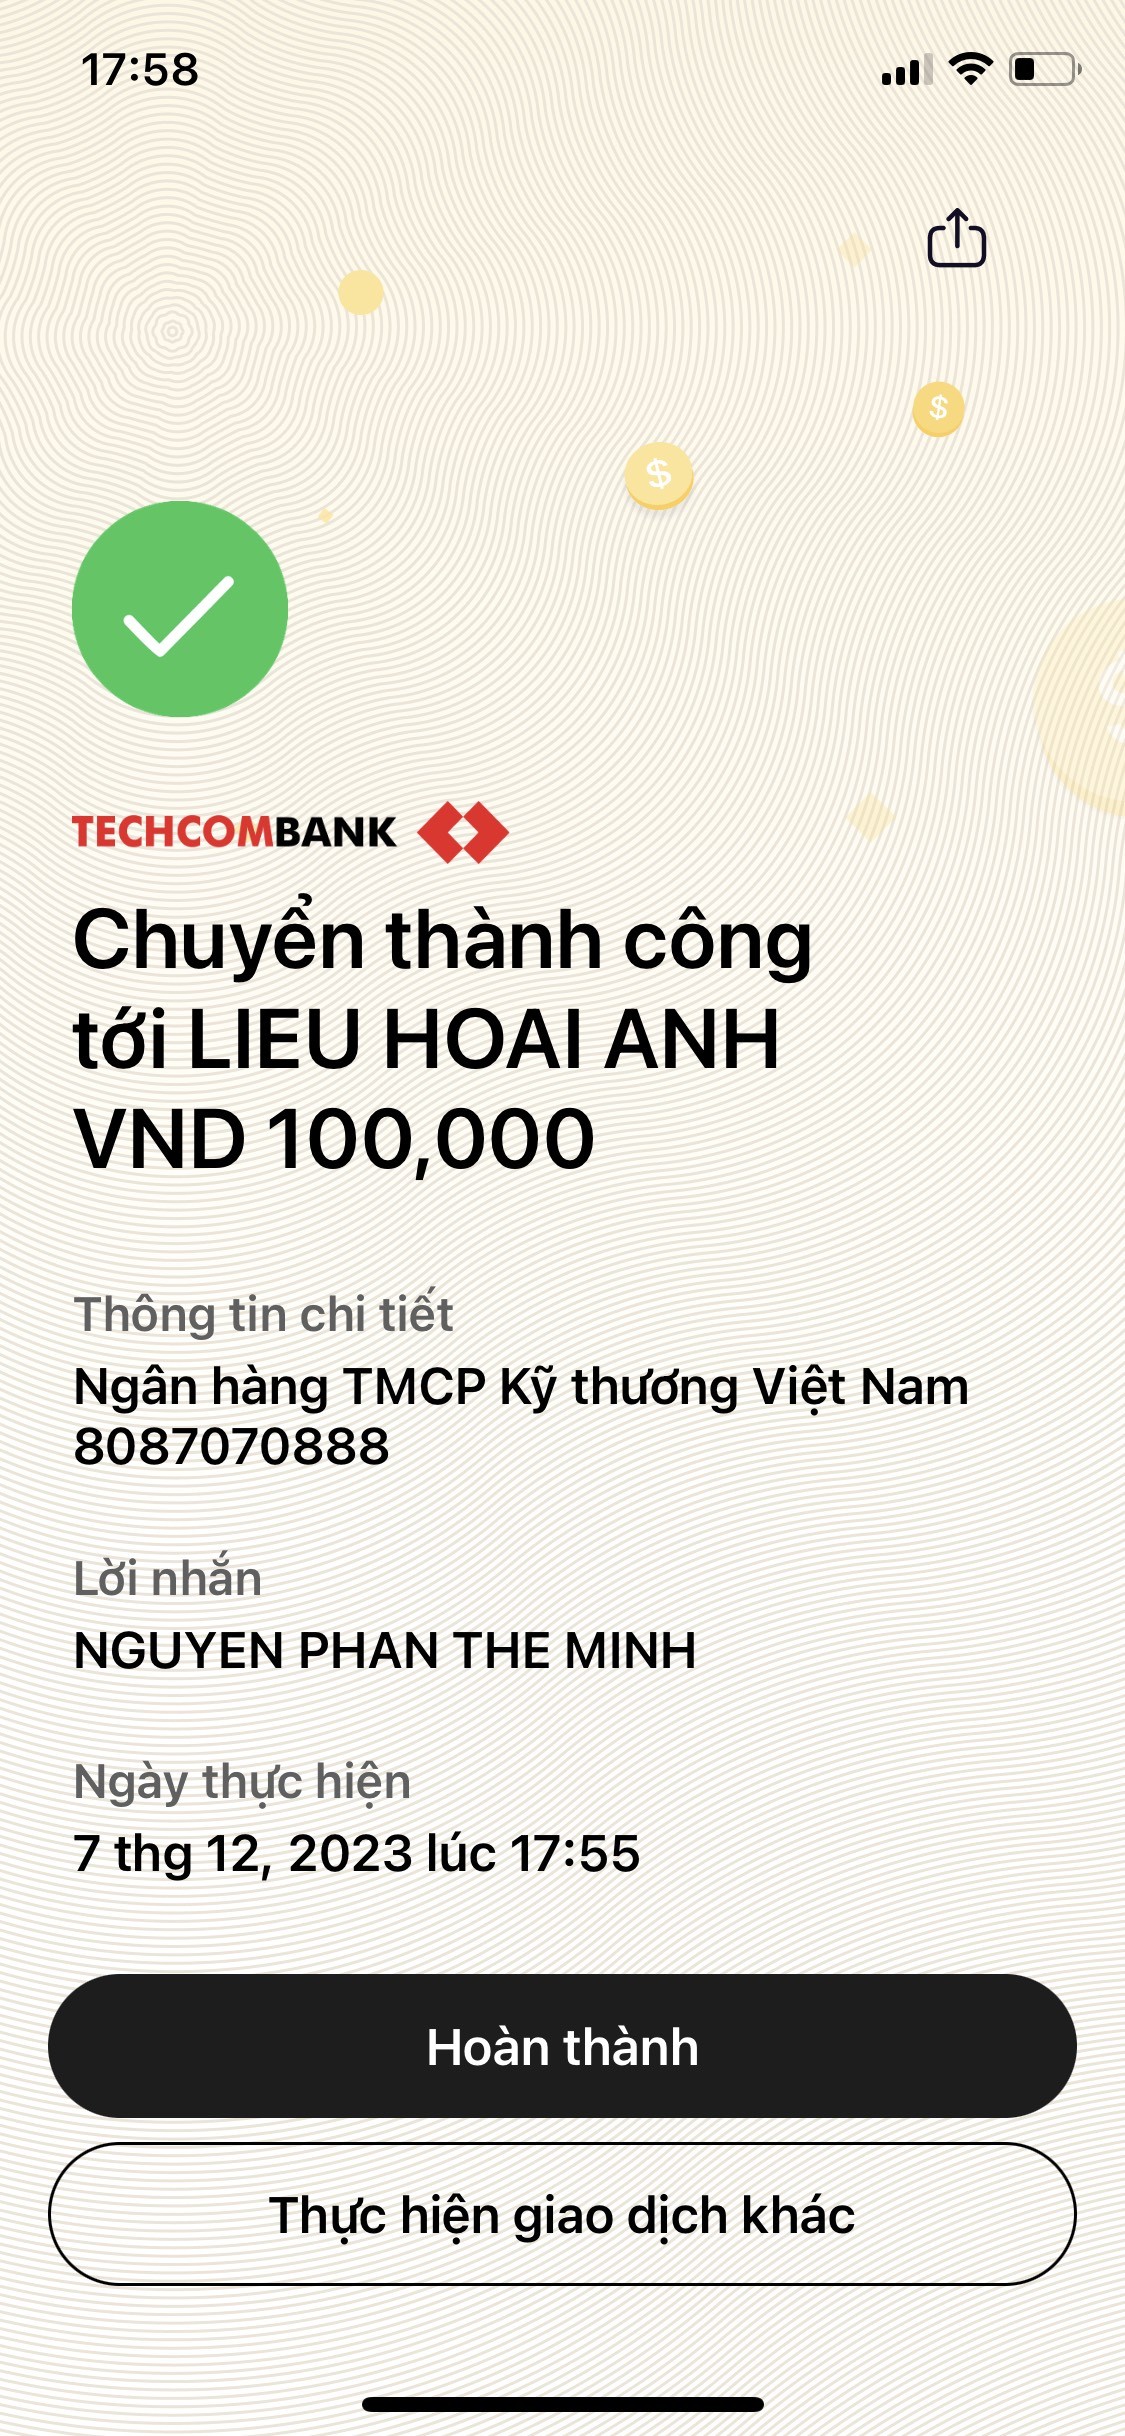 17:58
$
$
$
TECHCOMBANK
Chuyển thành công
tới LIEU HOAI ANH
VND 100,000
Thông tin chi tiết
Ngân hàng TMCP Kỹ thương Việt Nam
8087070888
Lời nhắn
NGUYEN PHAN THE MINH
Ngày thực hiện
7 thg 12, 2023 lúc 17:55
Hoàn thành
Thực hiện giao dịch khác